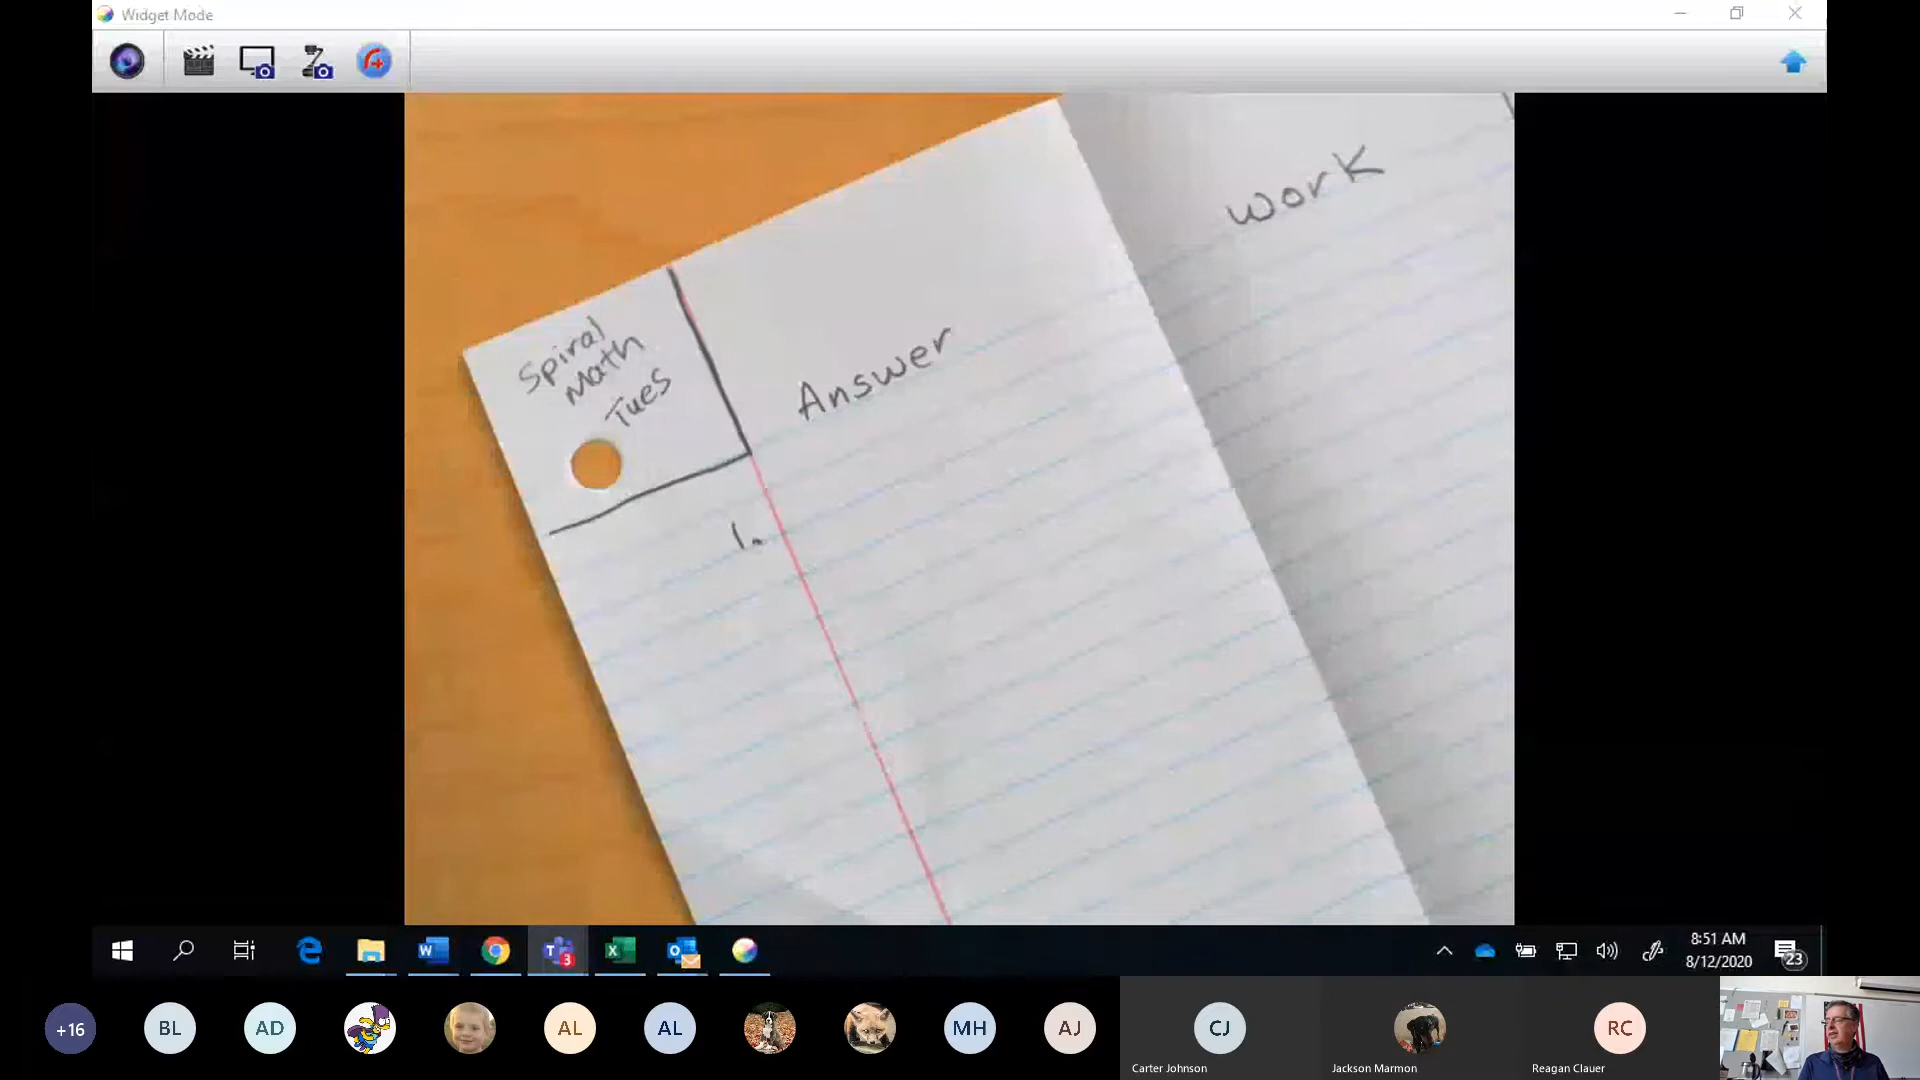 Widget Mode
work
Spiral
Math
Tues
Answer
1.
3
8:51 AM
8/12/2020
23
+16
BL
AD
AL
AL
MH
AJ
CJ
RC
Carter Johnson
Jackson Marmon
Reagan Clauer